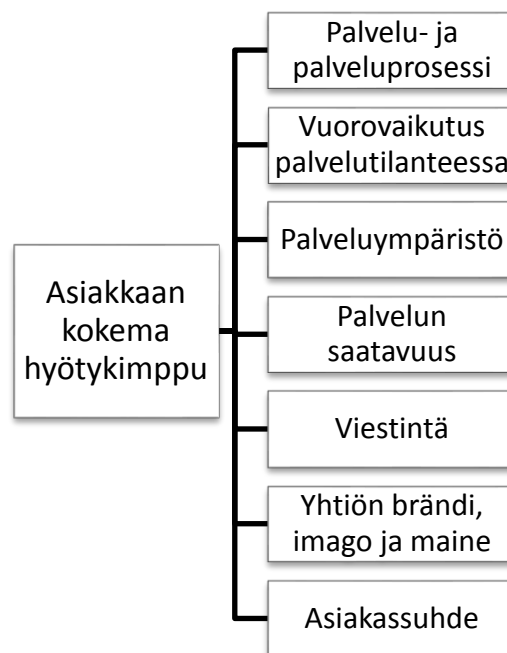 Asiakkaan
kokema
hyötykimppu
Palvelu- ja
palveluprosessi
Vuorovaikutus
palvelutilanteessa
Palveluympäristö
Palvelun
saatavuus
Viestintä
Yhtiön brändi,
imago ja maine
Asiakassuhde